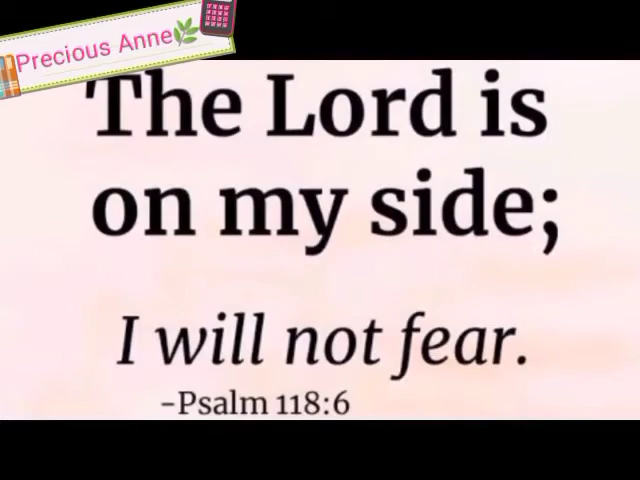 Precious Anne
The Lord is
on my side;
I will not fear.
-Psalm 118:6